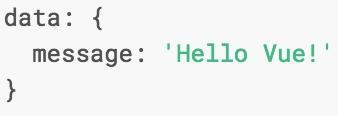 data: {
  message: 'Hello Vue!'
}